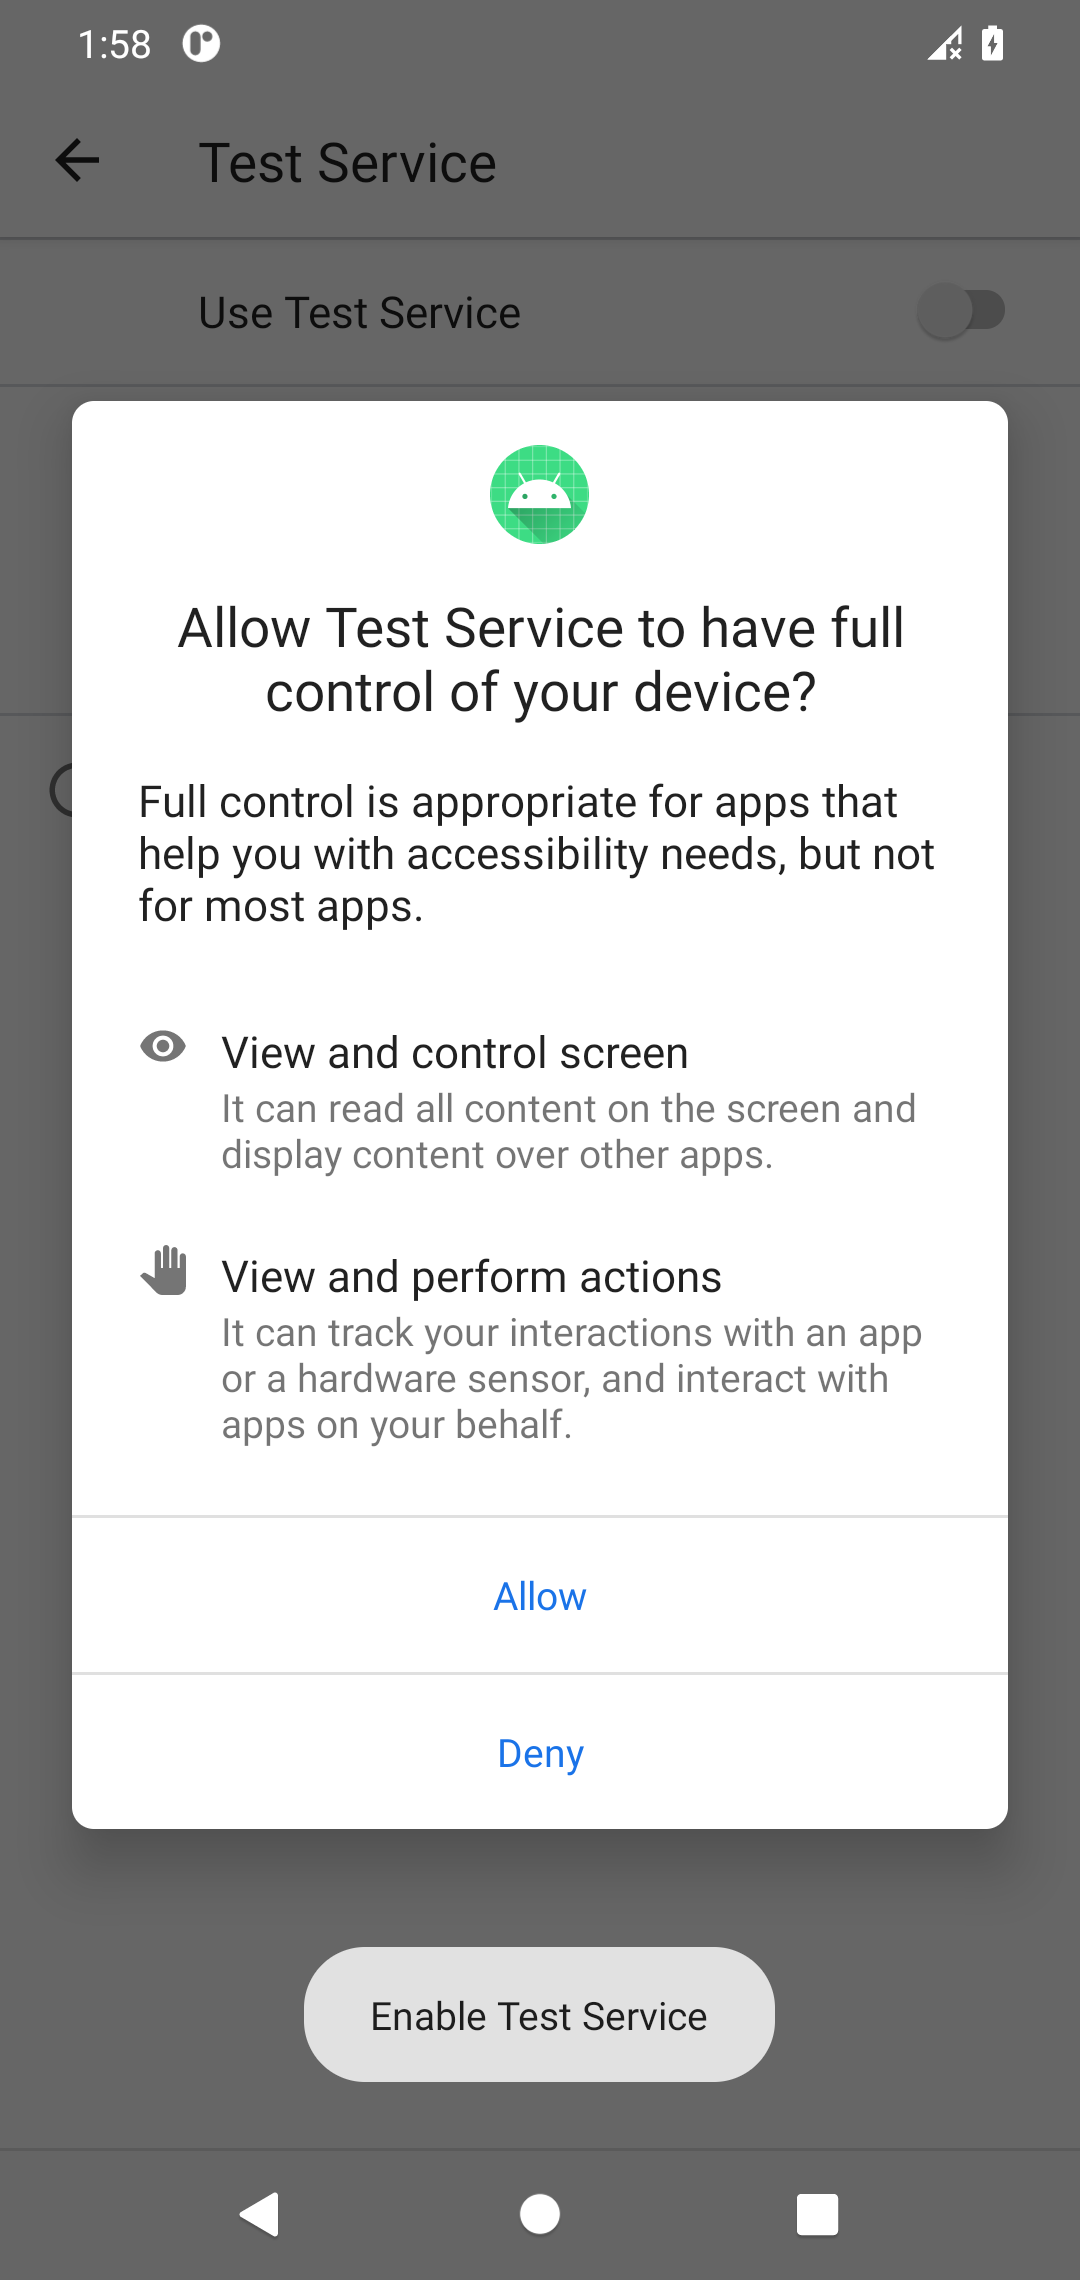 1:58
Test Service
Use Test Service
Allow Test Service to have full
control of your device?
Full control is appropriate for apps that
help you with accessibility needs, but not
for most apps.
View and control screen
It can read all content on the screen and
display content over other apps.
View and perform actions
It can track your interactions with an app
or a hardware sensor, and interact with
apps on your behalf.
Allow
Deny
Enable Test Service